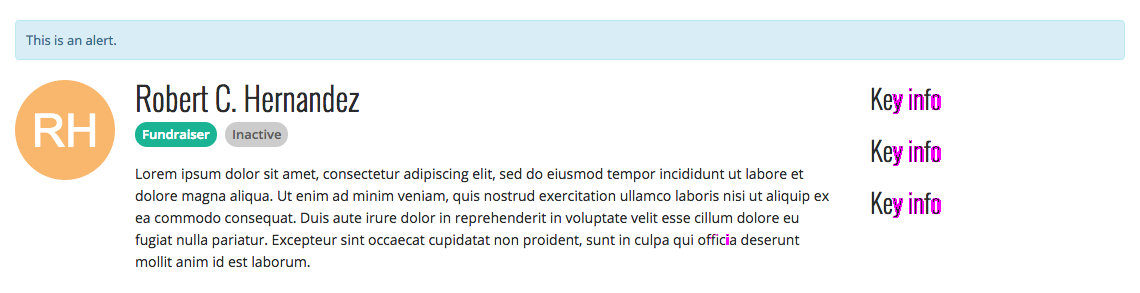 This is an alert.
RH
Robert C. Hernandez
Fundraiser Inactive
Lorem ipsum dolor sit amet, consectetur adipiscing elit, sed do eiusmod tempor incididunt ut labore et
dolore magna aliqua. Ut enim ad minim veniam, quis nostrud exercitation ullamco laboris nisi ut aliquip ex
ea commodo consequat. Duis aute irure dolor in reprehenderit in voluptate velit esse cillum dolore eu
fugiat nulla pariatur. Excepteur sint occaecat cupidatat non proident, sunt in culpa qui officia deserunt
mollit anim id est laborum.
Key info
Key info
Key info